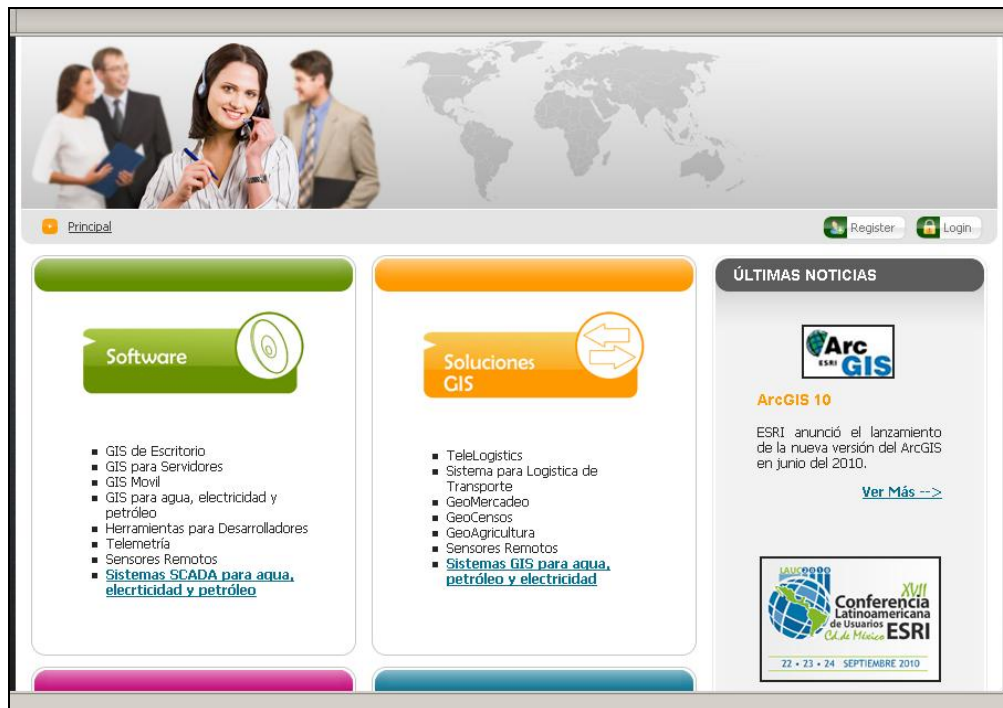 Principal
Register
Login
Software
GIS de Escritorio
GIS para Servidores
GIS Movil
GIS para agua, electricidad y
petróleo
Herramientas para Desarrolladores
Telemetría
Sensores Remotos
Sistemas SCADA para agua,
elecrticidad y petróleo
Soluciones
GIS
TeleLogistics
Sistema para Logistica de
Transporte
GeoMercadeo
GeoCensos
GeoAgricultura
Sensores Remotos
Sistemas GIS para agua,
petróleo y electricidad
ÚLTIMAS NOTICIAS
Arc
ESRI GIS
ArcGIS 10
ESRI anunció el lanzamiento
de la nueva versión del ArcGIS
en junio del 2010.
Ver Más -->
LAUC2010
XVII
Conferencia
Latinoamericana
de Usuarios ESRI
Cd. de México
22 • 23 • 24 SEPTIEMBRE 2010